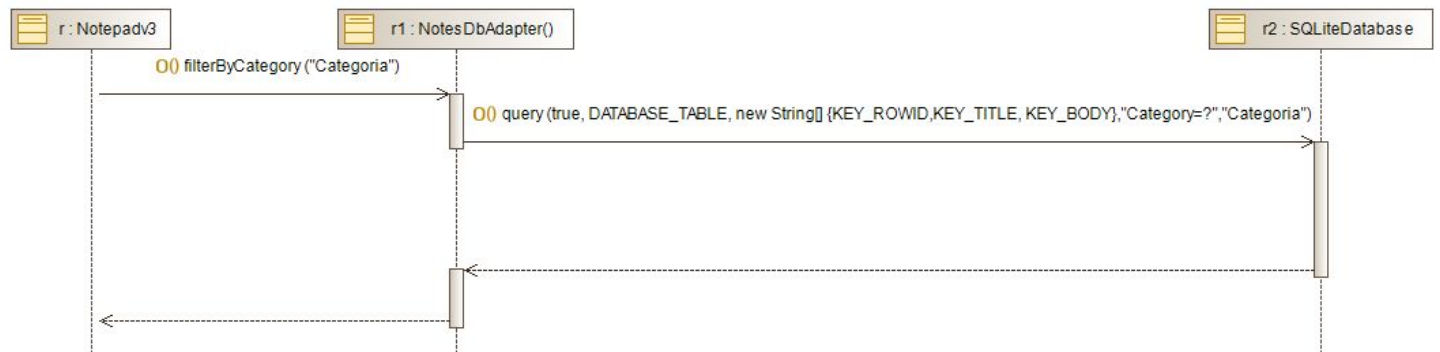 r : Notepadv3
r1 : NotesDbAdapter()
r2 : SQLiteDatabase
O() filterByCategory ("Categoria")
O() query (true, DATABASE_TABLE, new String[] {KEY_ROWID,KEY_TITLE, KEY_BODY},"Category=?","Categoria")